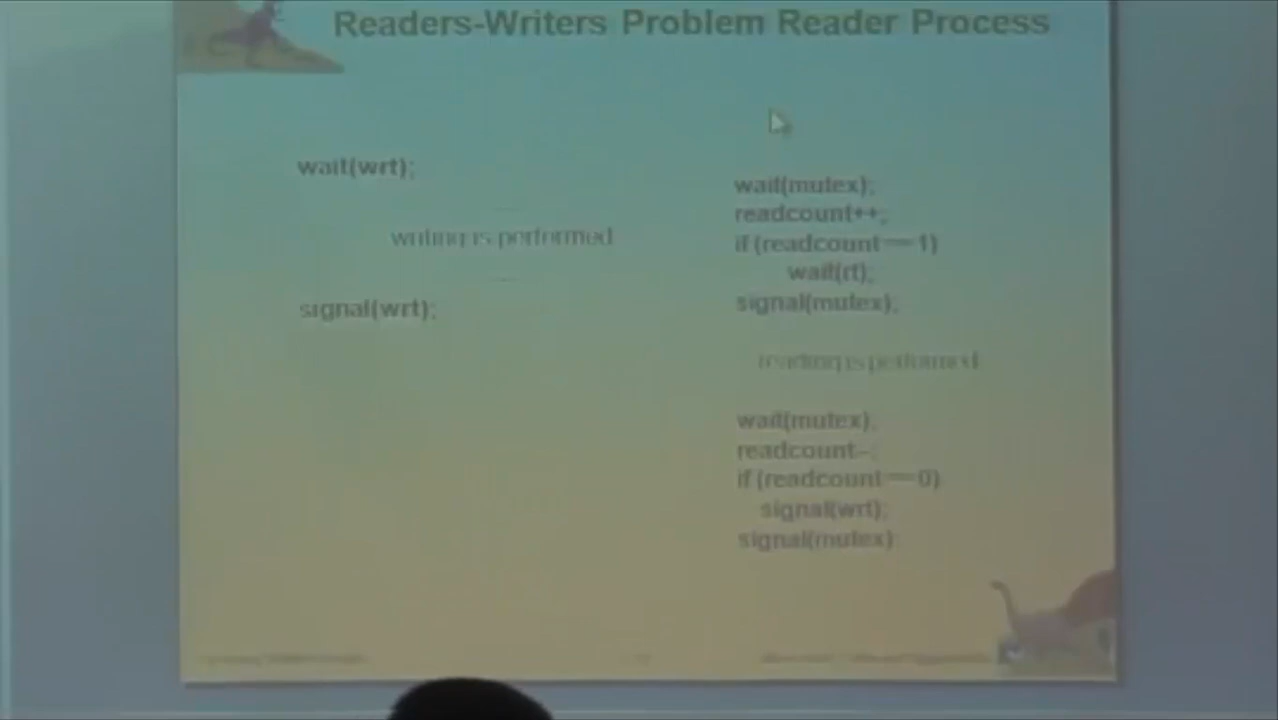 Readers-Writers Problem Reader Process
wait(wrt);
writing is performed
signal(wrt);
wait(mutex);
readcount++;
if (readcount == 1)
wait(rt);
signal(mutex);
reading is performed
wait(mutex);
readcount--;
if (readcount == 0)
signal(wrt);
signal(mutex)